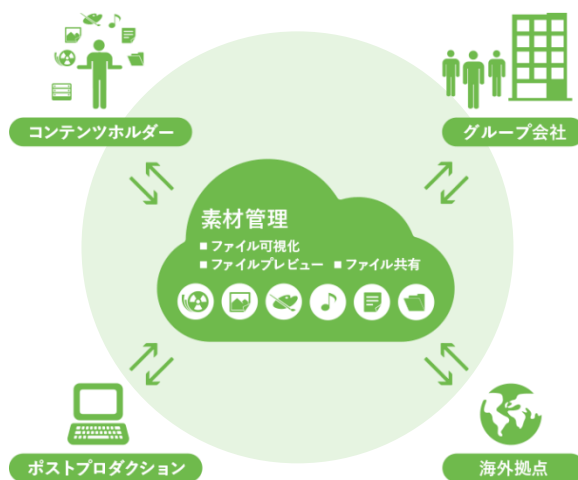 コンテンツホルダー
グループ会社
素材管理
■ ファイル可視化
■ ファイルプレビュー ■ ファイル共有
ポストプロダクション
海外拠点